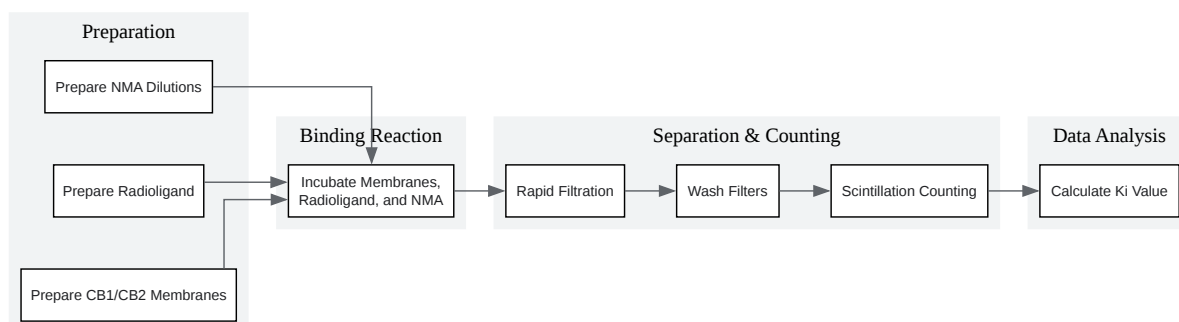 Preparation
Prepare NMA Dilutions
Prepare Radioligand
Prepare CB1/CB2 Membranes
Binding Reaction
Incubate Membranes,
Radioligand, and NMA
Separation & Counting
Rapid Filtration
Wash Filters
Scintillation Counting
Data Analysis
Calculate Ki Value